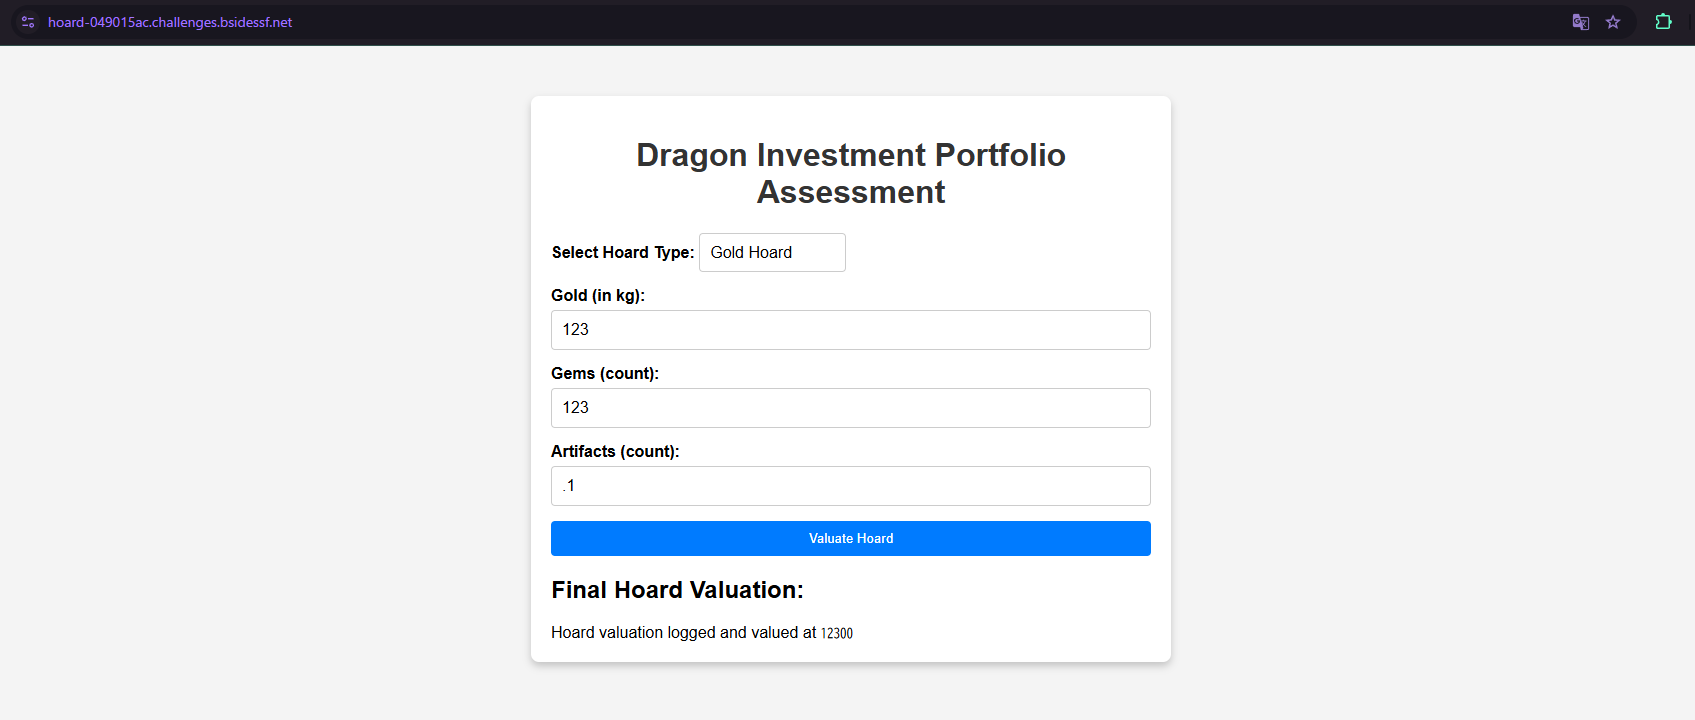 hoard-049015ac.challenges.bsidessf.net
Dragon Investment Portfolio
Assessment
Select Hoard Type: Gold Hoard
Gold (in kg):
123
Gems (count):
123
Artifacts (count):
.1
Valuate Hoard
Final Hoard Valuation:
Hoard valuation logged and valued at 12300